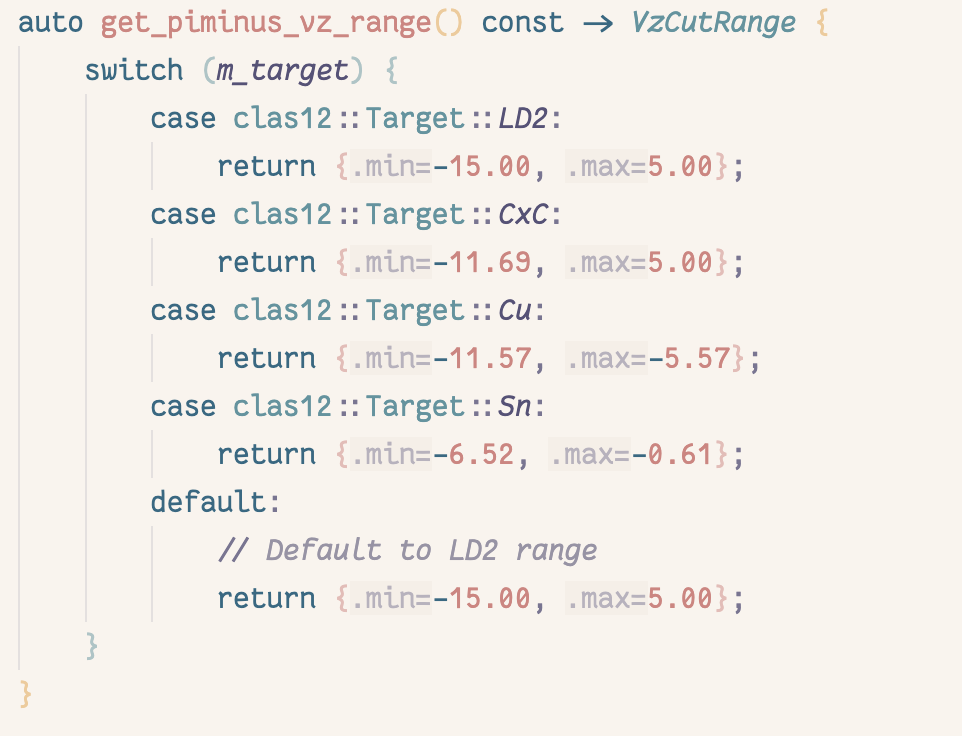 auto get_piminus_vz_range() const → VzCutRange {
switch (m_target) {
case clas12::Target::LD2:
return {.min=-15.00, .max=5.00};
case clas12::Target::CxC:
return {.min=-11.69, .max=5.00};
case clas12::Target::Cu:
return {.min=-11.57, .max=-5.57};
case clas12::Target::Sn:
return {.min=-6.52, .max=-0.61};
default:
// Default to LD2 range
return {.min=-15.00, .max=5.00};
}
}